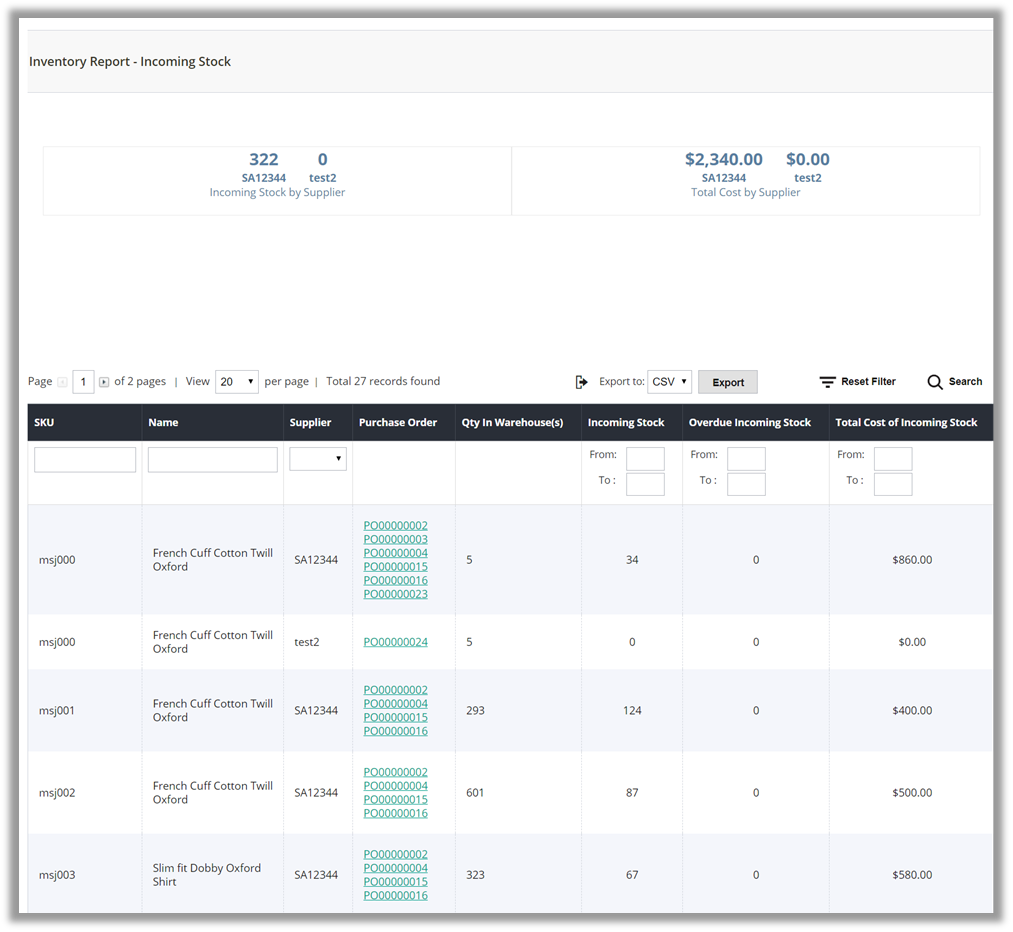 Inventory Report - Incoming Stock
322 0
SA12344 test2
Incoming Stock by Supplier
$2,340.00 $0.00
SA12344 test2
Total Cost by Supplier
Page 1 of 2 pages | View 20 per page | Total 27 records found Export to: CSV Export Reset Filter Search
SKU Name Supplier Purchase Order Qty In Warehouse(s) Incoming Stock Overdue Incoming Stock Total Cost of Incoming Stock
From: From: From:
To : To : To :
msj000
French Cuff Cotton Twill
Oxford
SA12344
PO00000002
PO00000003
PO00000004
PO00000015
PO00000016
PO00000023
5 34 0 $860.00
msj000
French Cuff Cotton Twill
Oxford
test2
PO00000024
5 0 0 $0.00
msj001
French Cuff Cotton Twill
Oxford
SA12344
PO00000002
PO00000004
PO00000015
PO00000016
293 124 0 $400.00
msj002
French Cuff Cotton Twill
Oxford
SA12344
PO00000002
PO00000004
PO00000015
PO00000016
601 87 0 $500.00
msj003
Slim fit Dobby Oxford
Shirt
SA12344
PO00000002
PO00000004
PO00000015
PO00000016
323 67 0 $580.00